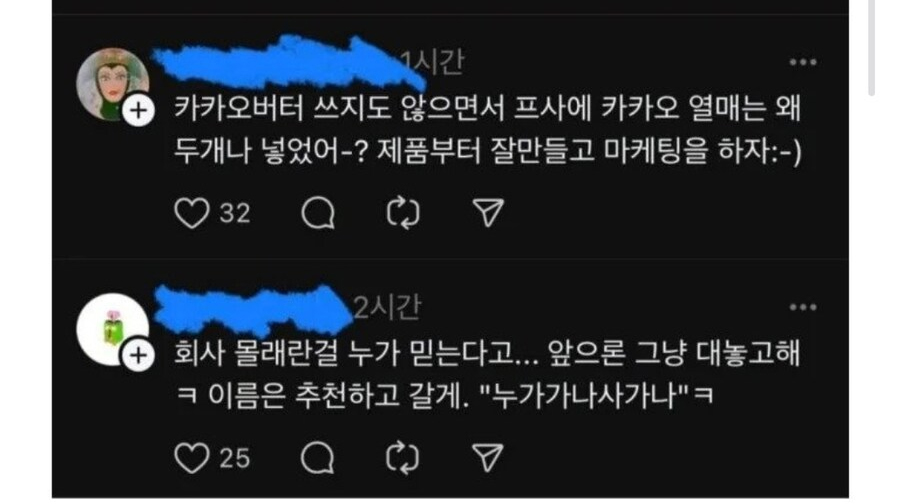 1시간
카카오버터 쓰지도 않으면서 프사에 카카오 열매는 왜
두개나 넣었어-? 제품부터 잘만들고 마케팅을 하자:-)
32
2시간
회사 몰래란걸 누가 믿는다고... 앞으론 그냥 대놓고해
ㅋ 이름은 추천하고 갈게. "누가가나사가나"ㅋ
25